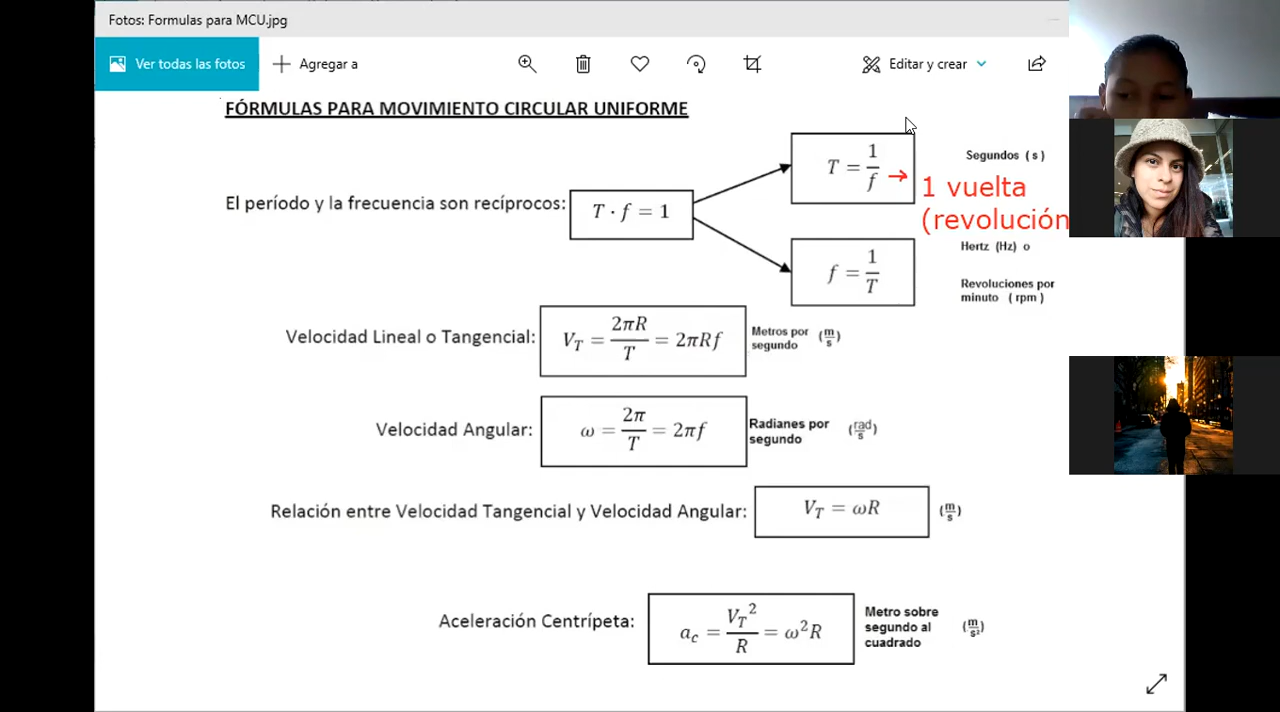 Fotos: Formulas para MCU.jpg
Ver todas las fotos
Agregar a
Editar y crear
FÓRMULAS PARA MOVIMIENTO CIRCULAR UNIFORME
El período y la frecuencia son recíprocos:
T · f = 1
T = 1/f →
Segundos ( s )
1 vuelta
(revolución
f = 1/T
Hertz (Hz) o
Revoluciones por
minuto ( rpm )
Velocidad Lineal o Tangencial:
V_T = 2πR/T = 2πRf
Metros por
segundo
(m/s)
Velocidad Angular:
ω = 2π/T = 2πf
Radianes por
segundo
(rad/s)
Relación entre Velocidad Tangencial y Velocidad Angular:
V_T = ωR
(m/s)
Aceleración Centrípeta:
a_c = V_T²/R = ω²R
Metro sobre
segundo al
cuadrado
(m/s²)